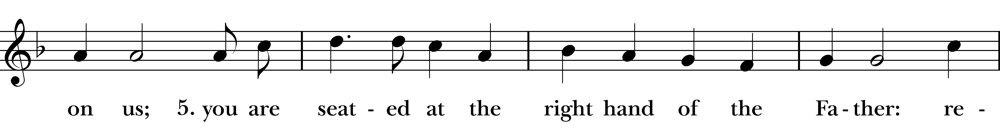 on us; 5. you are seat - ed at the right hand of the Fa - ther: re -